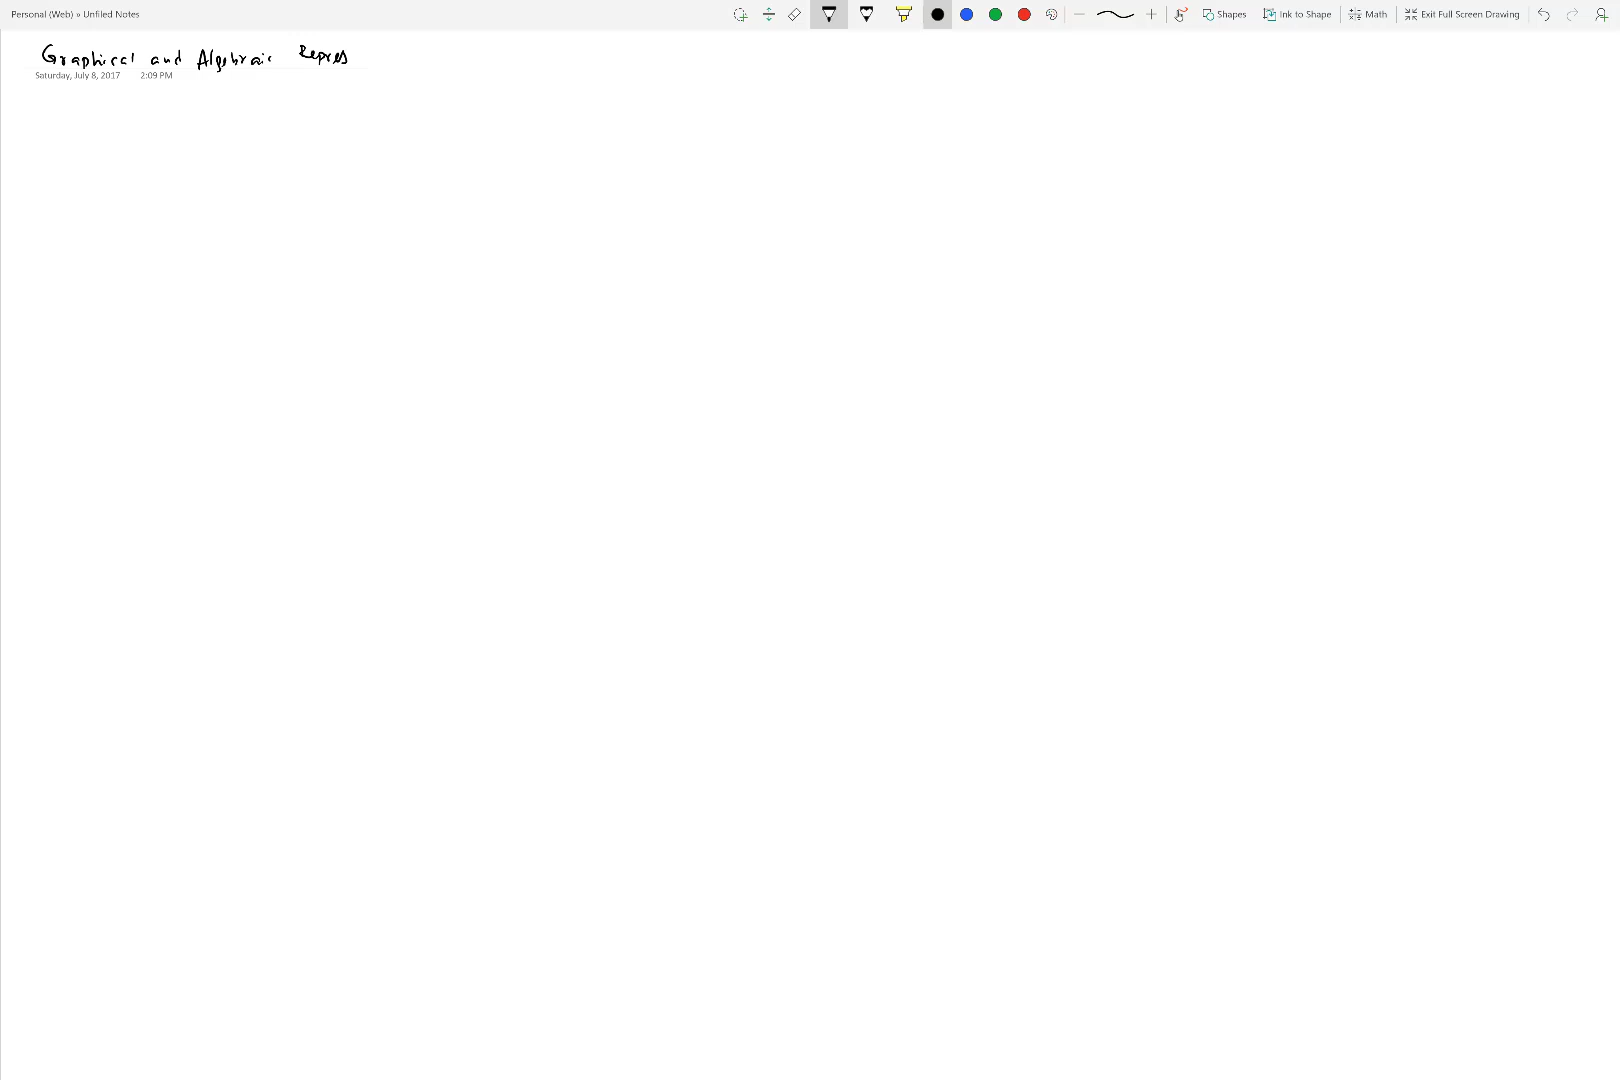 Personal (Web) » Unfiled Notes
Shapes Ink to Shape Math Exit Full Screen Drawing
Graphical and Algebraic Repres
Saturday, July 8, 2017 2:09 PM